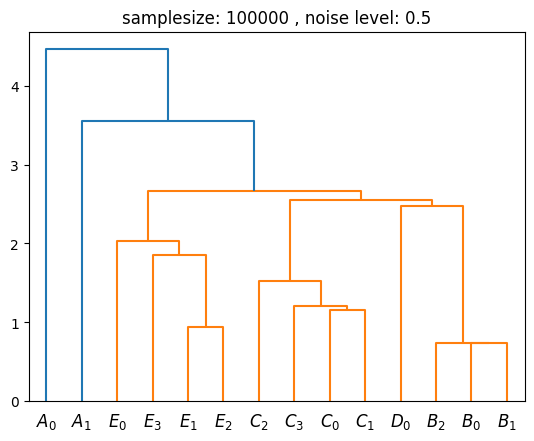 samplesize: 100000 , noise level: 0.5
4
3
2
1
0
A₀ A₁ E₀ E₃ E₁ E₂ C₂ C₃ C₀ C₁ D₀ B₂ B₀ B₁